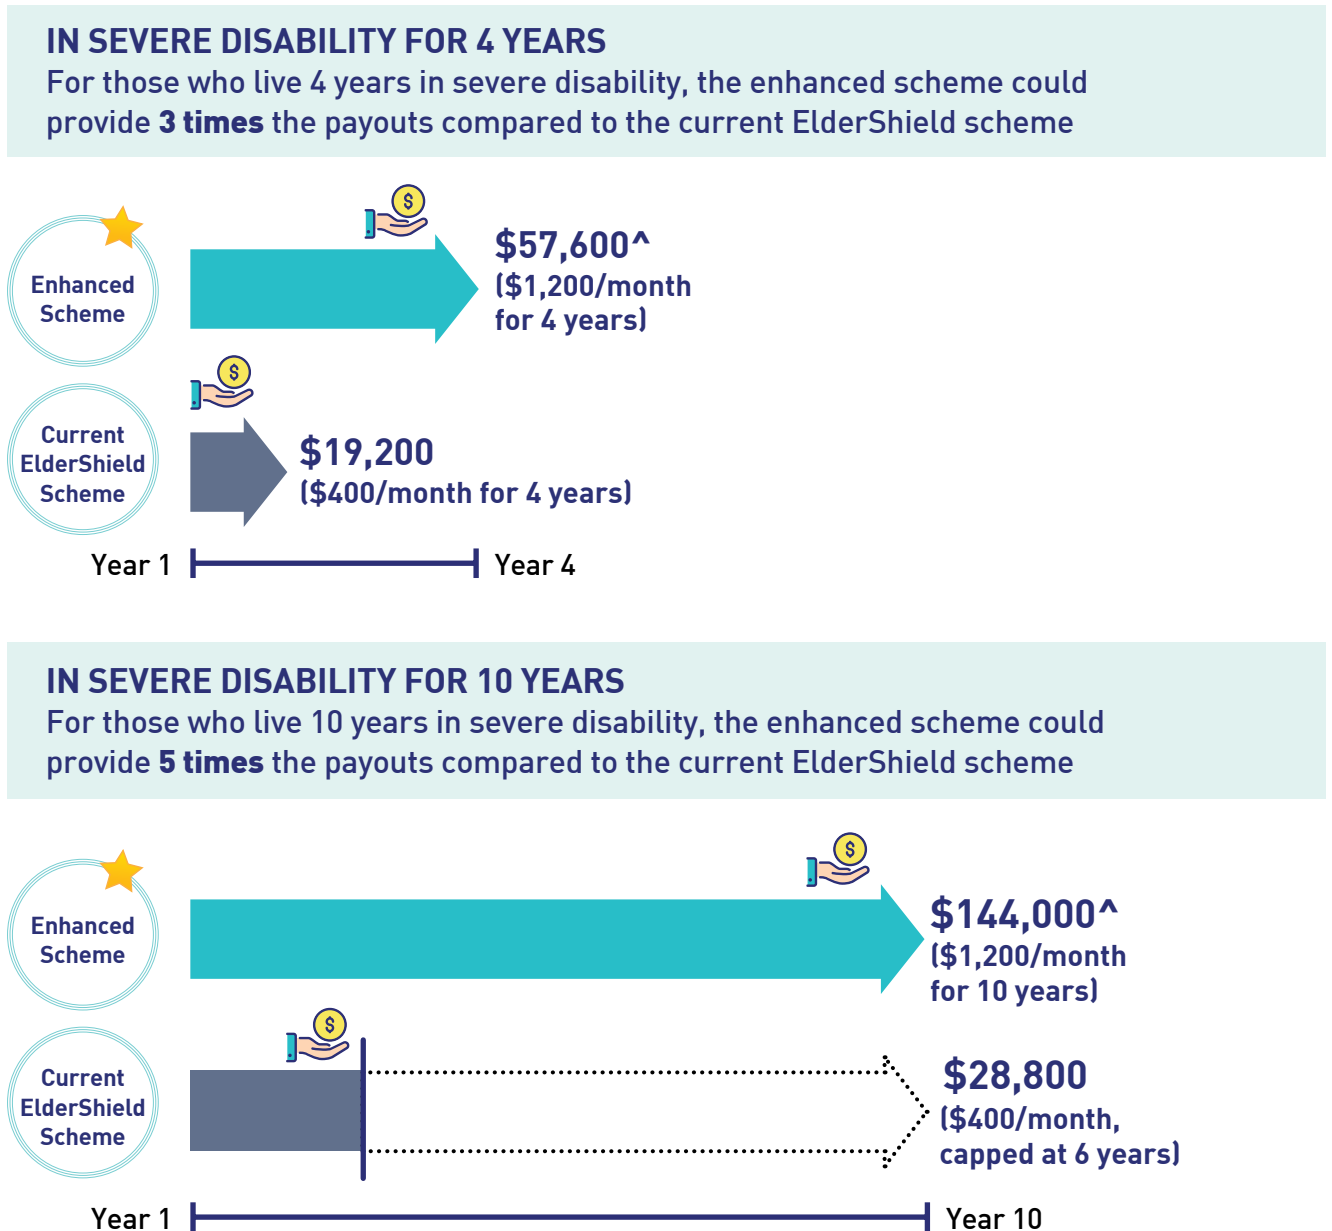 IN SEVERE DISABILITY FOR 4 YEARS
For those who live 4 years in severe disability, the enhanced scheme could
provide 3 times the payouts compared to the current ElderShield scheme
$
Enhanced
Scheme
$57,600^
($1,200/month
for 4 years)
$
Current
ElderShield
Scheme
$19,200
($400/month for 4 years)
Year 1
Year 4
IN SEVERE DISABILITY FOR 10 YEARS
For those who live 10 years in severe disability, the enhanced scheme could
provide 5 times the payouts compared to the current ElderShield scheme
$
Enhanced
Scheme
$144,000^
($1,200/month
for 10 years)
$
Current
ElderShield
Scheme
$28,800
($400/month,
capped at 6 years)
Year 1
Year 10